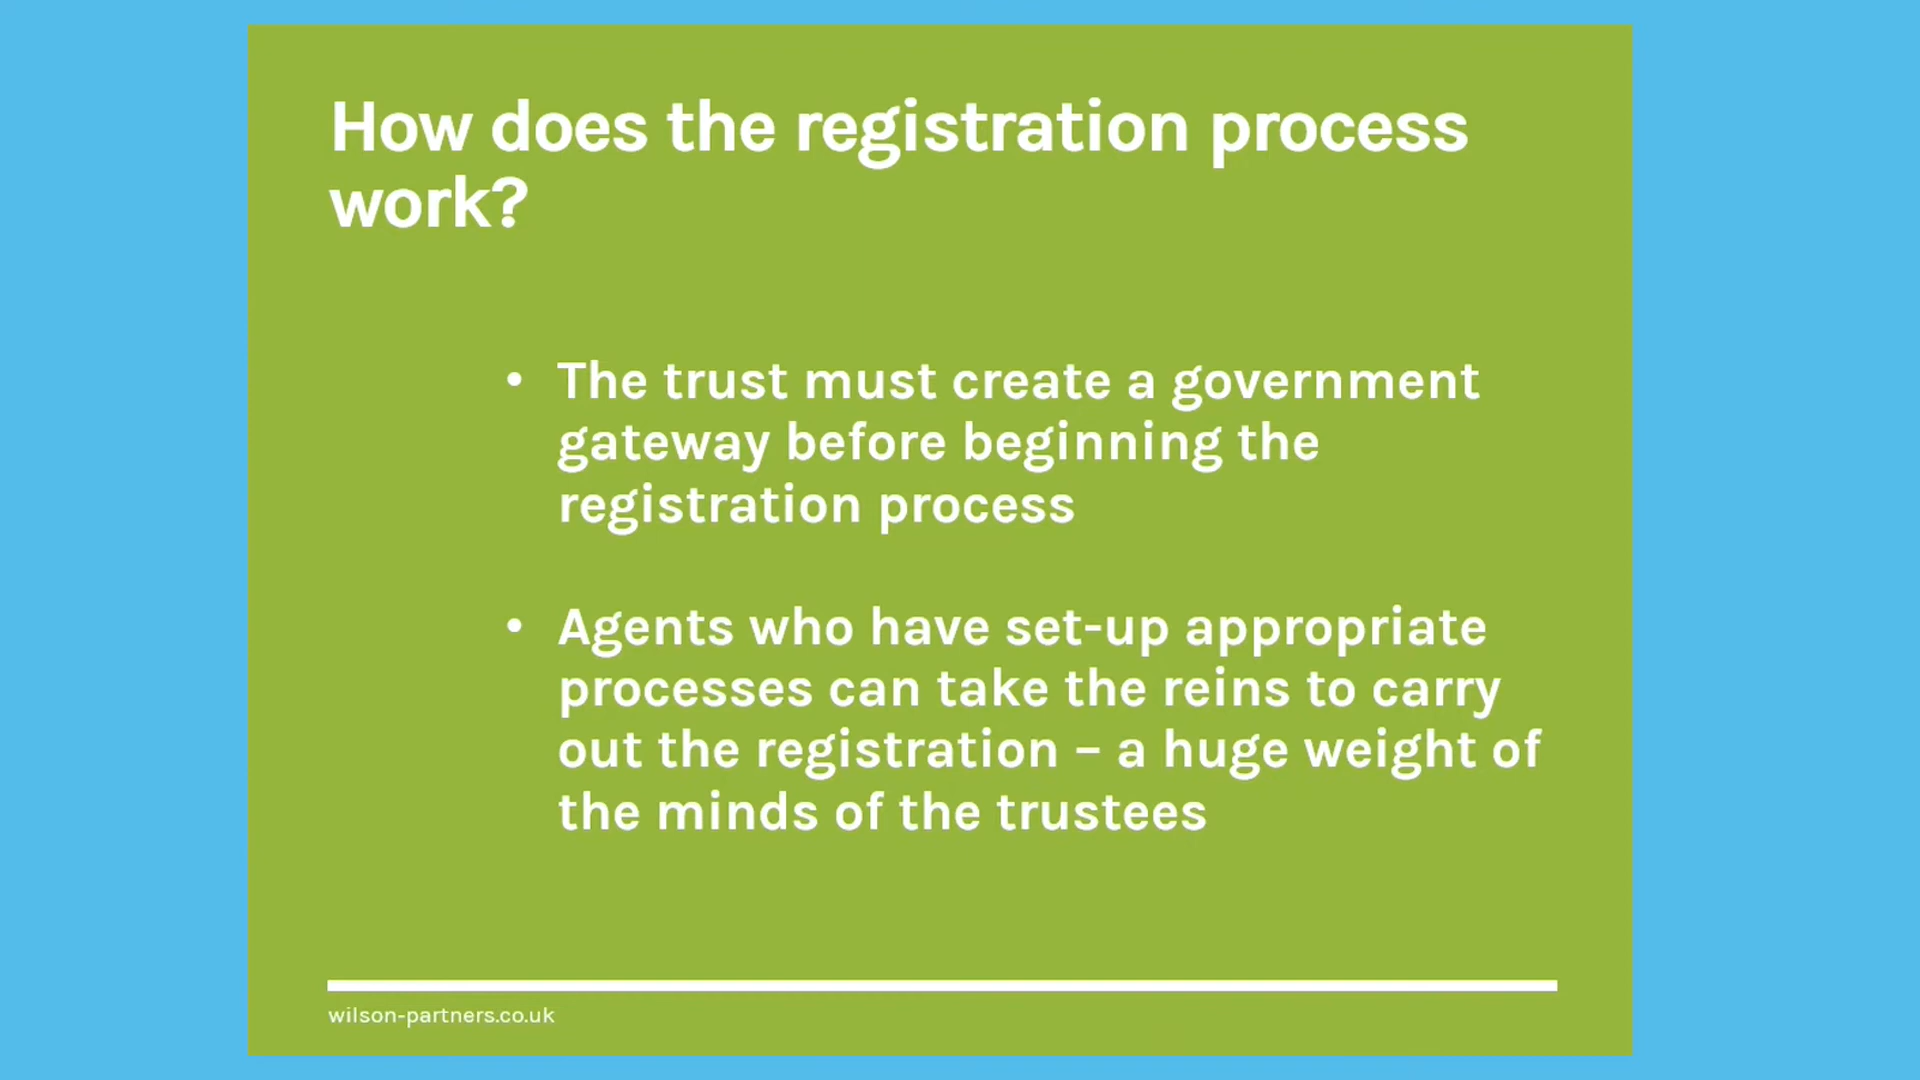 How does the registration process
work?
• The trust must create a government
gateway before beginning the
registration process
• Agents who have set-up appropriate
processes can take the reins to carry
out the registration – a huge weight of
the minds of the trustees
wilson-partners.co.uk